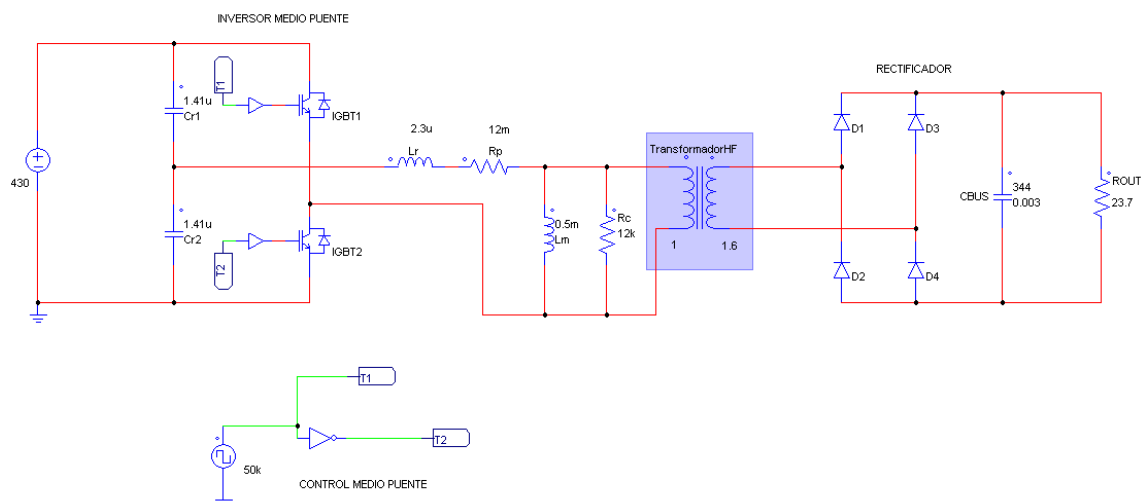 INVERSOR MEDIO PUENTE
430
1.41u
Cr1
1.41u
Cr2
T1
IGBT1
T2
IGBT2
2.3u
Lr
12m
Rp
0.5m
Lm
Rc
12k
TransformadorHF
1
1.6
RECTIFICADOR
D1
D3
D2
D4
CBUS
344
0.003
ROUT
23.7
T1
T2
50k
CONTROL MEDIO PUENTE